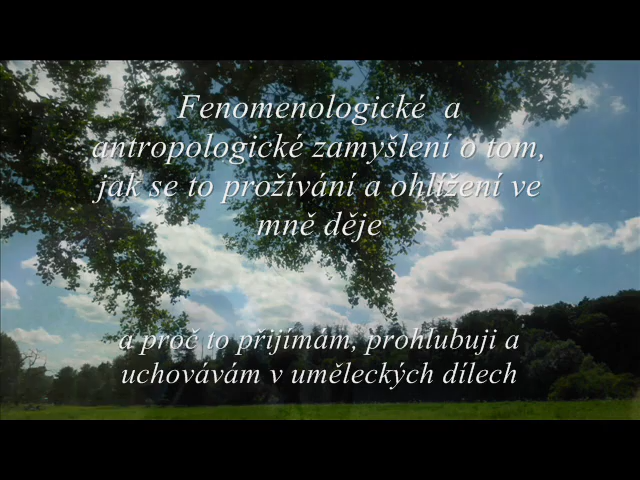 Fenomenologické a
antropologické zamyšlení o tom,
jak se to prožívání a ohlížení ve
mně děje
a proč to přijímám, prohlubuji a
uchovávám v uměleckých dílech